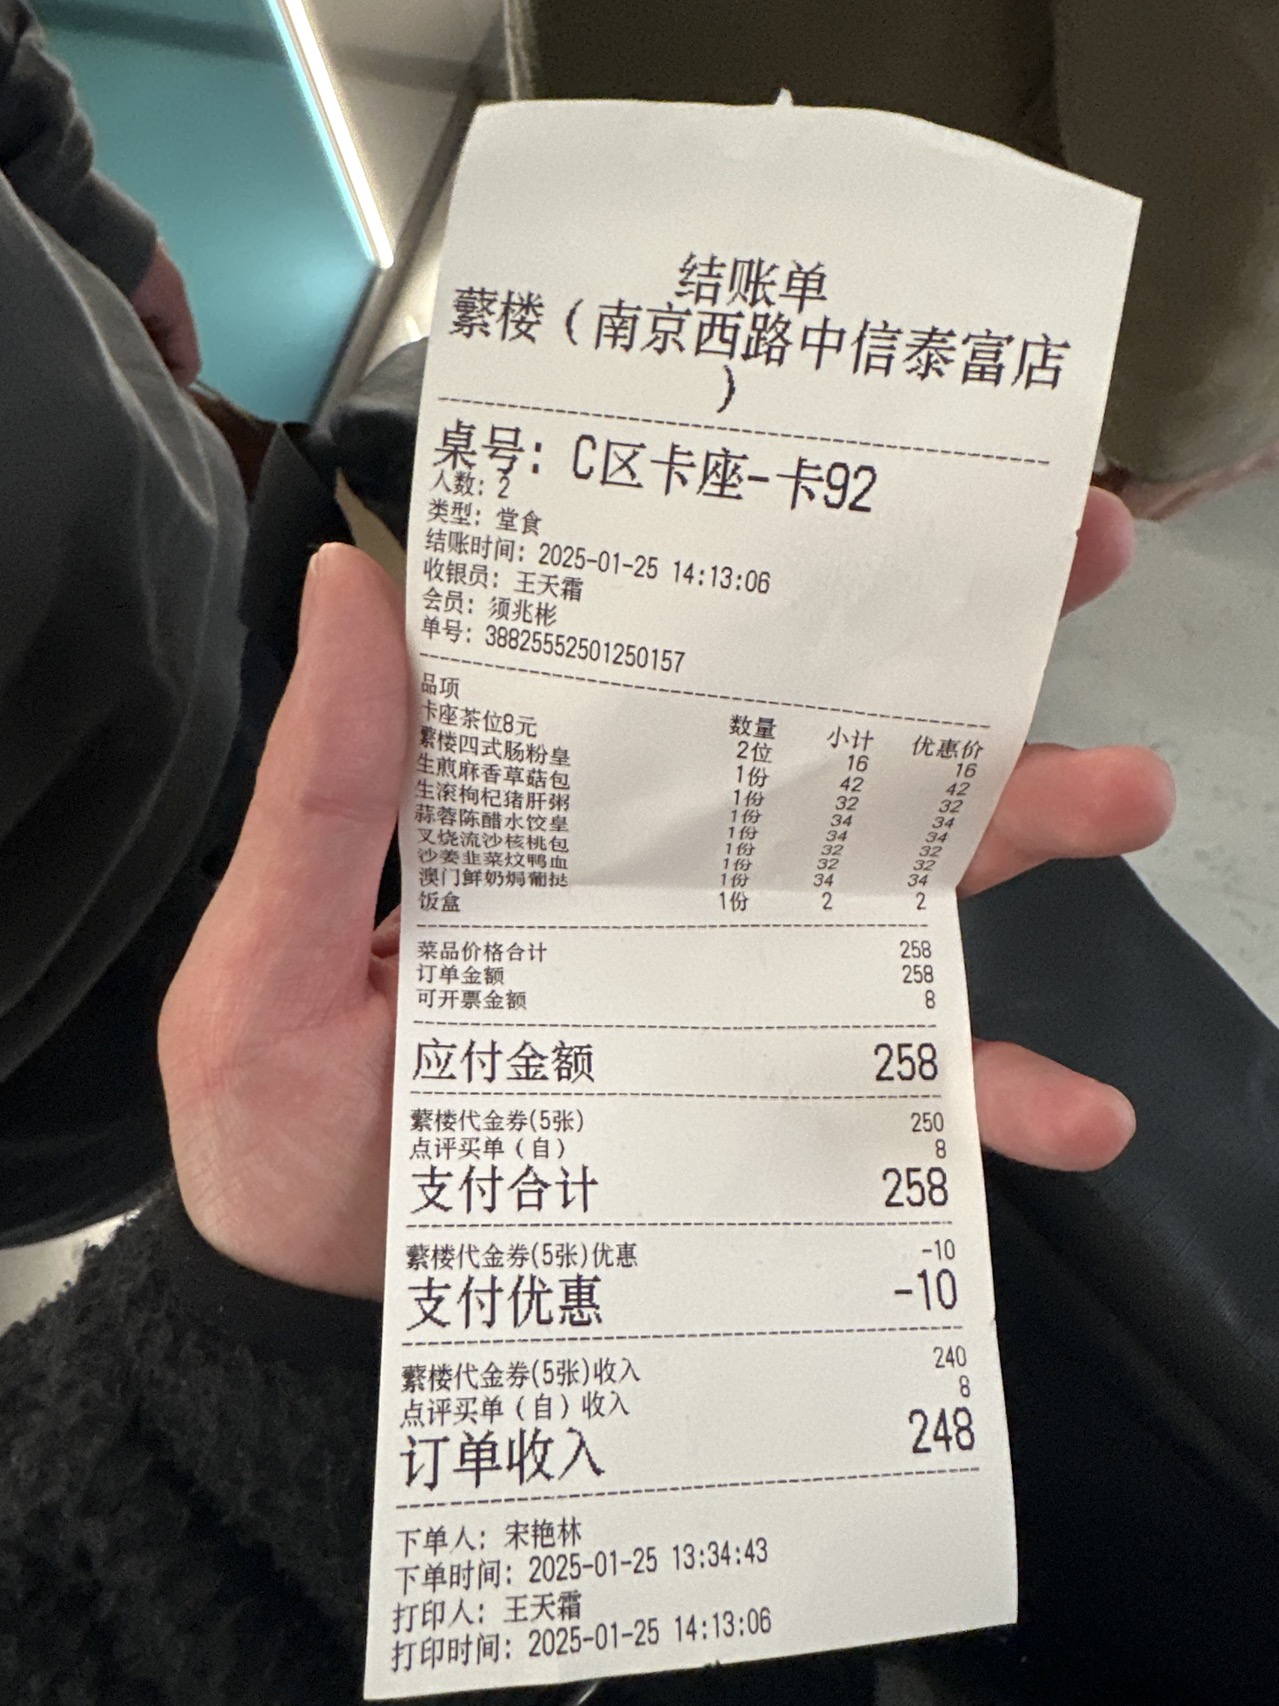 结账单
蘩楼（南京西路中信泰富店
）
桌号：C区卡座-卡92
人数：2
类型：堂食
结账时间：2025-01-25 14:13:06
收银员：王天霜
会员：须兆彬
单号：38825552501250157
品项 数量 小计 优惠价
卡座茶位8元 2位 16 16
蘩楼四式肠粉皇 1份 42 42
生煎麻香草菇包 1份 32 32
生滚枸杞猪肝粥 1份 34 34
蒜蓉陈醋水饺皇 1份 34 34
叉烧流沙核桃包 1份 32 32
沙姜韭菜炆鸭血 1份 32 32
澳门鲜奶焗葡挞 1份 34 34
饭盒 1份 2 2
菜品价格合计 258
订单金额 258
可开票金额 8
应付金额 258
蘩楼代金券(5张) 250
点评买单（自） 8
支付合计 258
蘩楼代金券(5张)优惠 -10
支付优惠 -10
蘩楼代金券(5张)收入 240
点评买单（自）收入 8
订单收入 248
下单人：宋艳林
下单时间：2025-01-25 13:34:43
打印人：王天霜
打印时间：2025-01-25 14:13:06